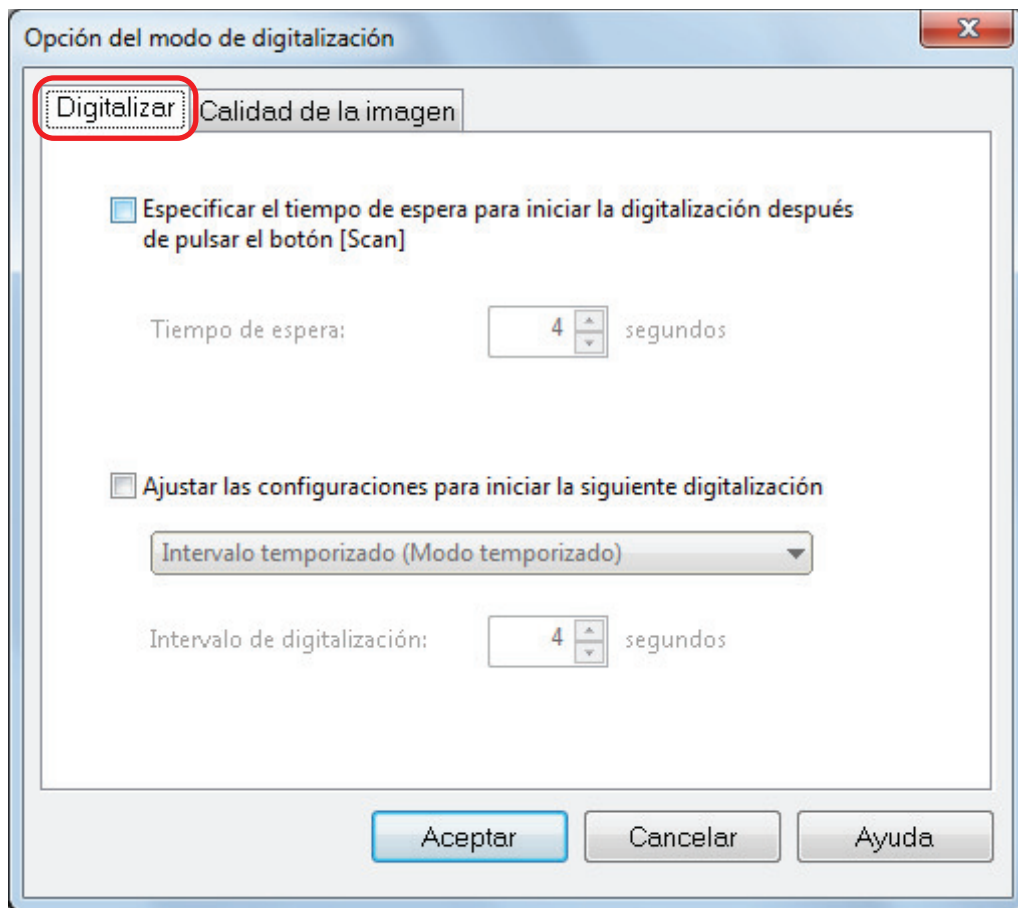 Opción del modo de digitalización
Digitalizar
Calidad de la imagen
Especificar el tiempo de espera para iniciar la digitalización después
de pulsar el botón [Scan]
Tiempo de espera:
4
segundos
Ajustar las configuraciones para iniciar la siguiente digitalización
Intervalo temporizado (Modo temporizado)
Intervalo de digitalización:
4
segundos
Aceptar
Cancelar
Ayuda